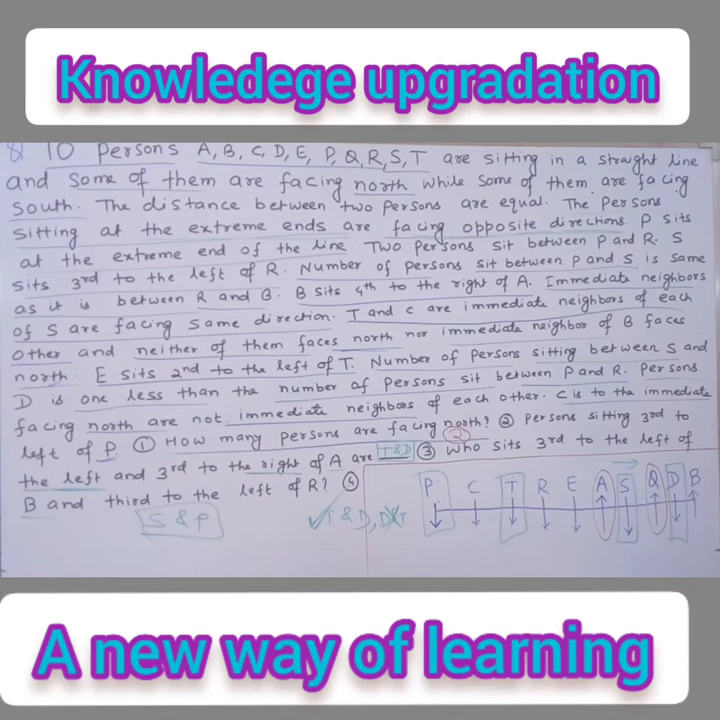 Knowledege upgradation
Q. 10 Persons A, B, C, D, E, P, Q, R, S, T are sitting in a straight line
and some of them are facing north while some of them are facing
south. The distance between two persons are equal. The Persons
sitting at the extreme ends are facing opposite directions. P sits
at the extreme end of the line. Two Persons sit between P and R. S
sits 3rd to the left of R. Number of persons sit between P and S is same
as it is between R and B. B sits 4th to the right of A. Immediate neighbors
of S are facing same direction. T and C are immediate neighbors of each
other and neither of them faces north nor immediate neighbor of B faces
north. E sits 2nd to the left of T. Number of Persons sitting between S and
D is one less than the number of Persons sit between P and R. Persons
facing north are not immediate neighbors of each other. C is to the immediate
left of P. ① How many persons are facing north? ② Persons sitting 3rd to
the left and 3rd to the right of A are T&D ③ Who sits 3rd to the left of
B and third to the left of R? ④
②
S & P
T & D,
P C T R E A S Q D B
A new way of learning